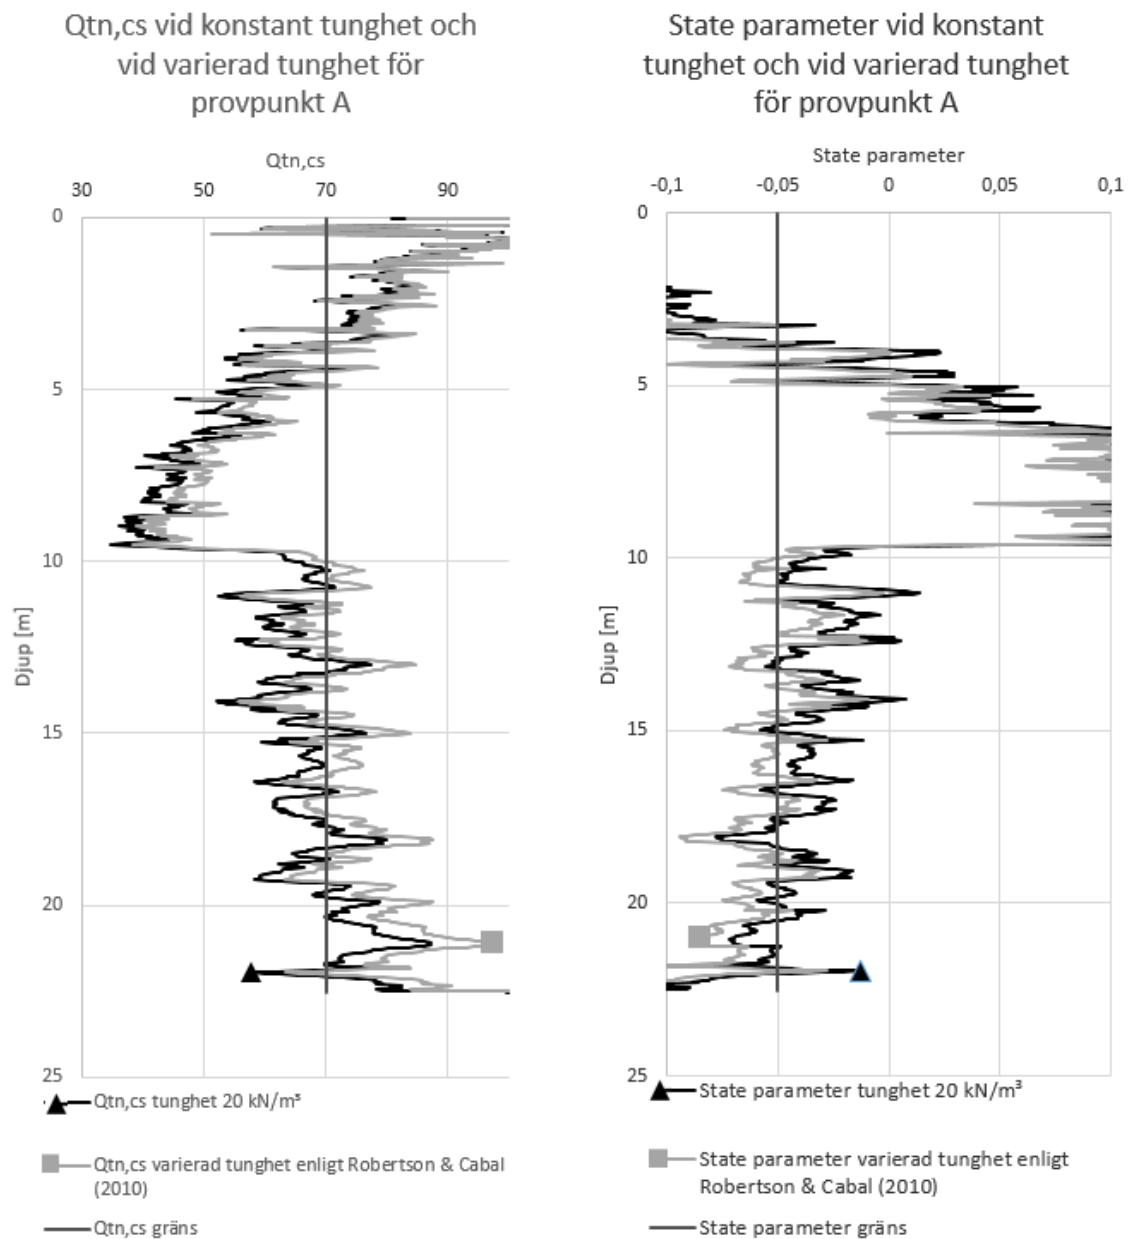 Qtn,cs vid konstant tunghet och
vid varierad tunghet för
provpunkt A
Qtn,cs
30 50 70 90
0
5
10
15
20
25
Djup [m]
Qtn,cs tunghet 20 kN/m³
Qtn,cs varierad tunghet enligt Robertson & Cabal
(2010)
Qtn,cs gräns
State parameter vid konstant
tunghet och vid varierad tunghet
för provpunkt A
State parameter
-0,1 -0,05 0 0,05 0,1
0
5
10
15
20
25
Djup [m]
State parameter tunghet 20 kN/m³
State parameter varierad tunghet enligt
Robertson & Cabal (2010)
State parameter gräns